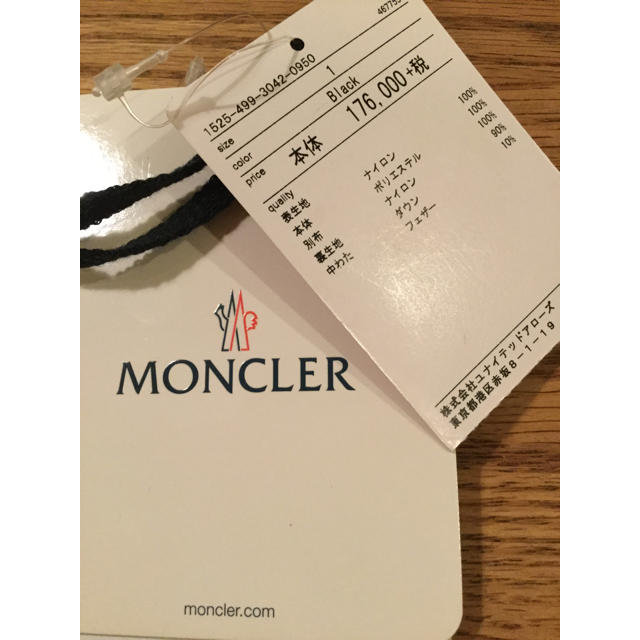 467755
1525-499-3042-0950
size 1
color Black
price 本体 176,000+税
quality
表生地 ナイロン 100%
本体 ポリエステル 100%
別布 ナイロン 100%
裏生地 ダウン 90%
中わた フェザー 10%
株式会社ユナイテッドアローズ
東京都港区赤坂8-1-19
MONCLER
moncler.com